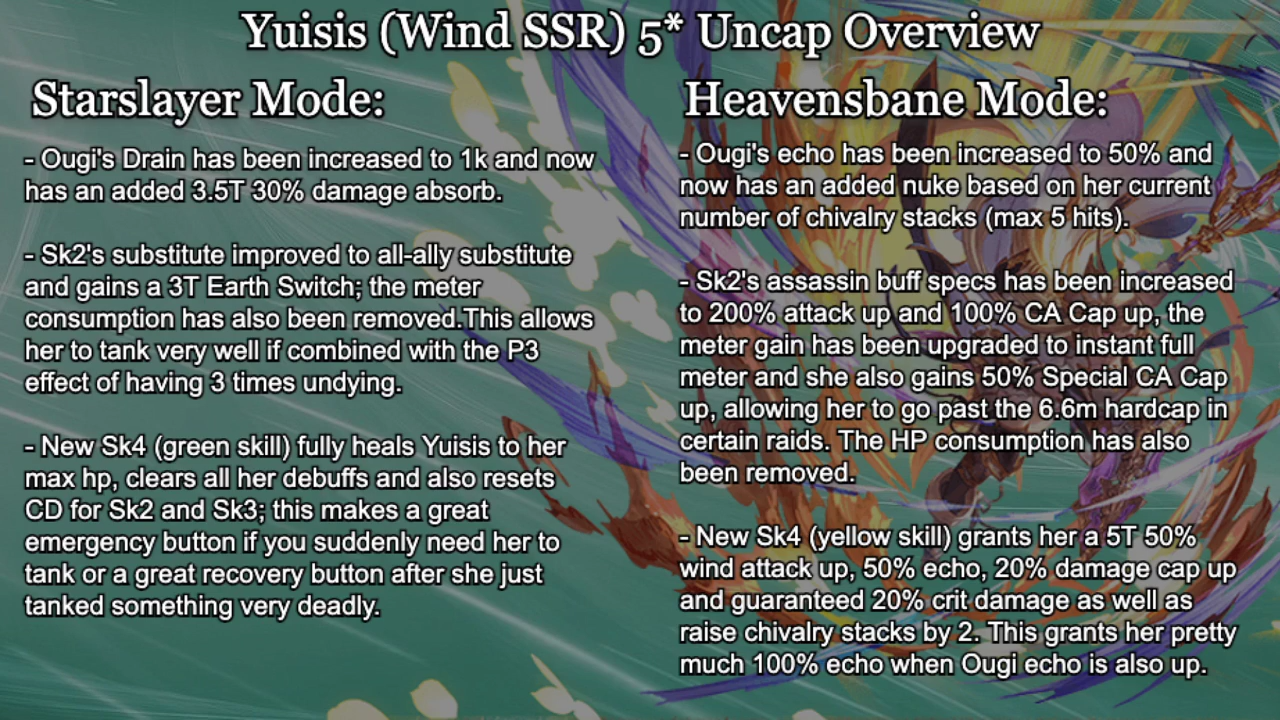 Yuisis (Wind SSR) 5* Uncap Overview
Starslayer Mode:
- Ougi's Drain has been increased to 1k and now
has an added 3.5T 30% damage absorb.
- Sk2's substitute improved to all-ally substitute
and gains a 3T Earth Switch; the meter
consumption has also been removed.This allows
her to tank very well if combined with the P3
effect of having 3 times undying.
- New Sk4 (green skill) fully heals Yuisis to her
max hp, clears all her debuffs and also resets
CD for Sk2 and Sk3; this makes a great
emergency button if you suddenly need her to
tank or a great recovery button after she just
tanked something very deadly.
Heavensbane Mode:
- Ougi's echo has been increased to 50% and
now has an added nuke based on her current
number of chivalry stacks (max 5 hits).
- Sk2's assassin buff specs has been increased
to 200% attack up and 100% CA Cap up, the
meter gain has been upgraded to instant full
meter and she also gains 50% Special CA Cap
up, allowing her to go past the 6.6m hardcap in
certain raids. The HP consumption has also
been removed.
- New Sk4 (yellow skill) grants her a 5T 50%
wind attack up, 50% echo, 20% damage cap up
and guaranteed 20% crit damage as well as
raise chivalry stacks by 2. This grants her pretty
much 100% echo when Ougi echo is also up.